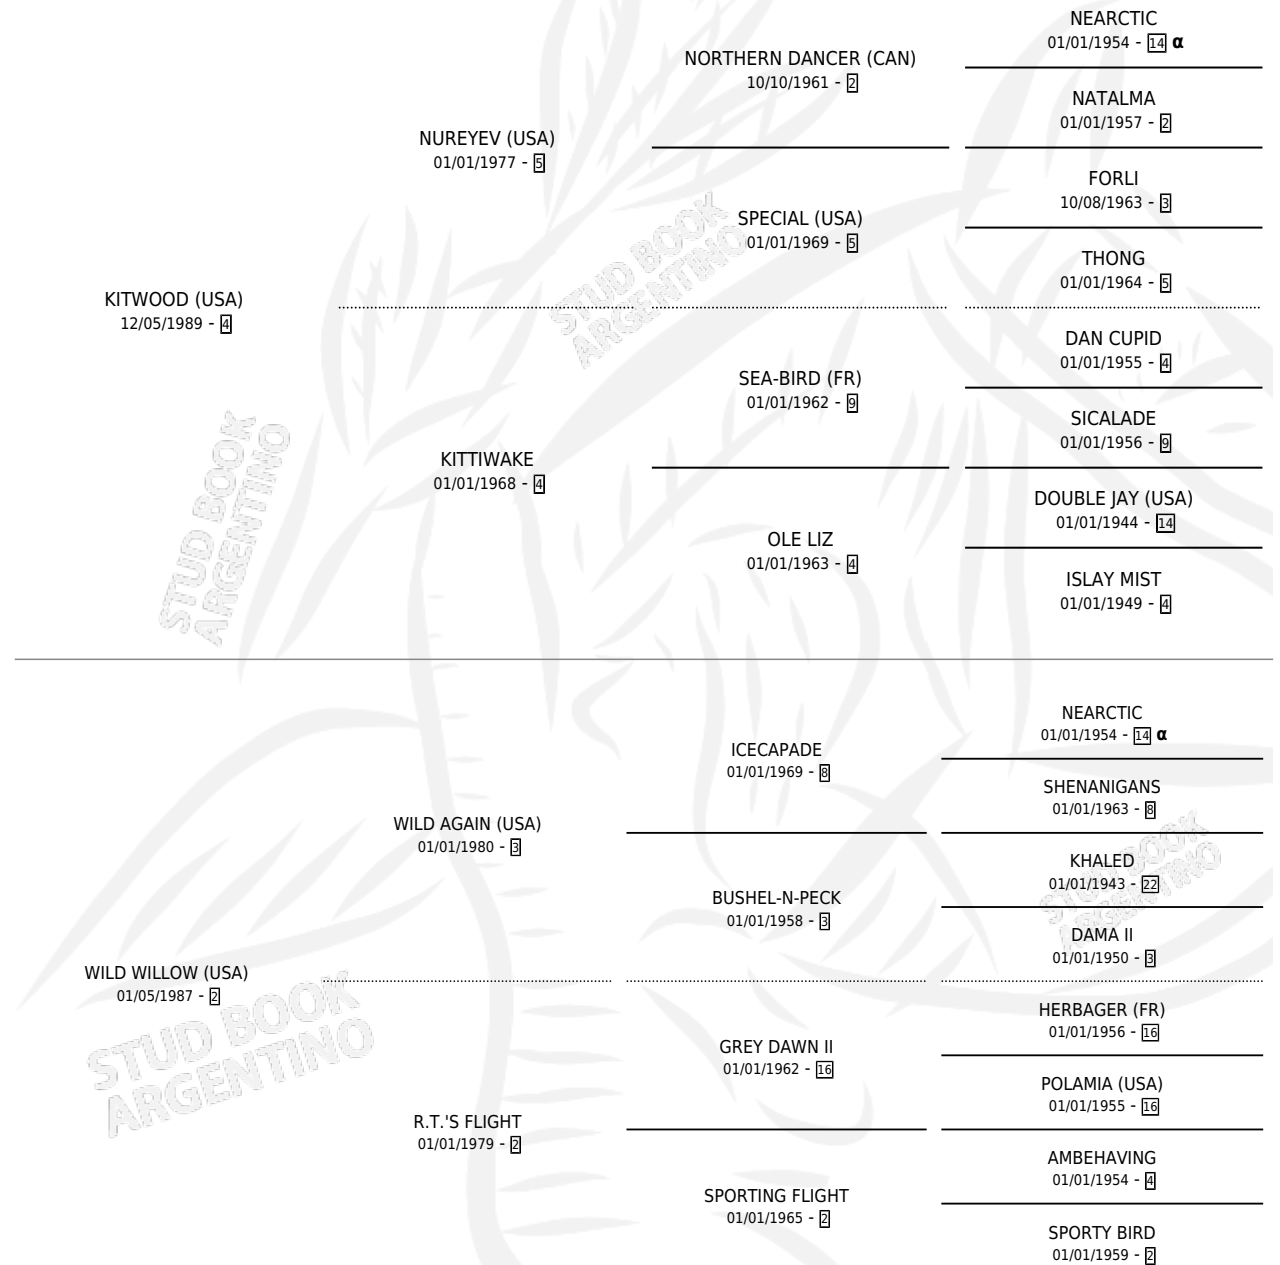 NEARCTIC
01/01/1954 - 14 α
NORTHERN DANCER (CAN)
10/10/1961 - 2
NATALMA
01/01/1957 - 2
NUREYEV (USA)
01/01/1977 - 5
FORLI
10/08/1963 - 3
SPECIAL (USA)
01/01/1969 - 5
THONG
01/01/1964 - 5
STUD BOOK
ARGENTINO
KITWOOD (USA)
12/05/1989 - 4
DAN CUPID
01/01/1955 - 4
SEA-BIRD (FR)
01/01/1962 - 9
SICALADE
01/01/1956 - 9
KITTIWAKE
01/01/1968 - 4
DOUBLE JAY (USA)
01/01/1944 - 14
OLE LIZ
01/01/1963 - 4
ISLAY MIST
01/01/1949 - 4
STUD BOOK
ARGENTINO
NEARCTIC
01/01/1954 - 14 α
ICECAPADE
01/01/1969 - 8
SHENANIGANS
01/01/1963 - 8
WILD AGAIN (USA)
01/01/1980 - 3
KHALED
01/01/1943 - 22
BUSHEL-N-PECK
01/01/1958 - 3
DAMA II
01/01/1950 - 3
STUD BOOK
ARGENTINO
WILD WILLOW (USA)
01/05/1987 - 2
HERBAGER (FR)
01/01/1956 - 16
GREY DAWN II
01/01/1962 - 16
POLAMIA (USA)
01/01/1955 - 16
STUD BOOK
ARGENTINO
R.T.'S FLIGHT
01/01/1979 - 2
AMBEHAVING
01/01/1954 - 4
SPORTING FLIGHT
01/01/1965 - 2
SPORTY BIRD
01/01/1959 - 2